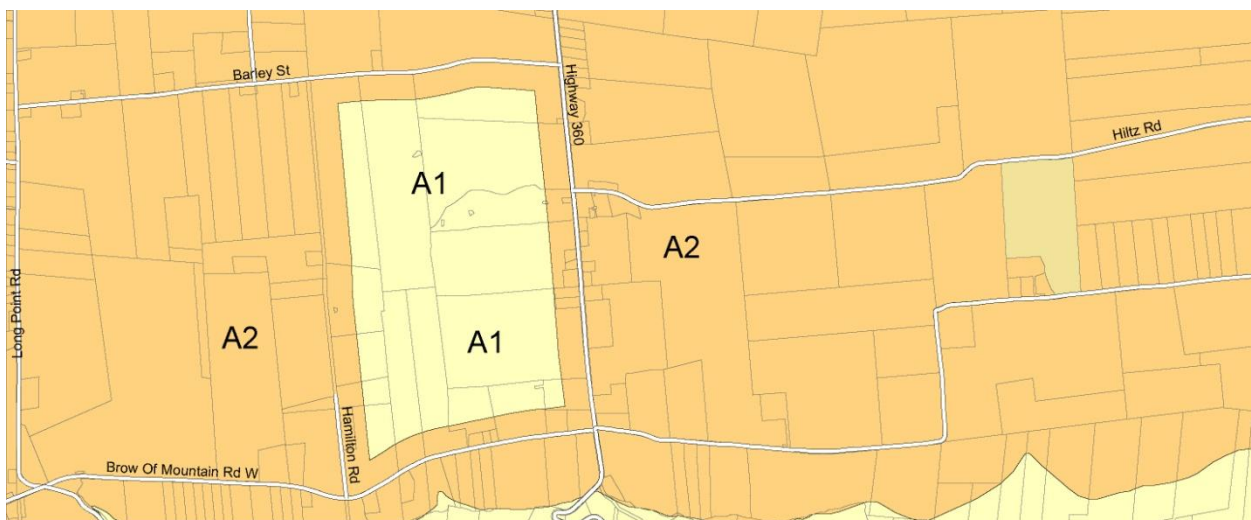 Barley St
Highway 360
Hiltz Rd
A1
A2
Long Point Rd
A2
A1
Hamilton Rd
Brow Of Mountain Rd W